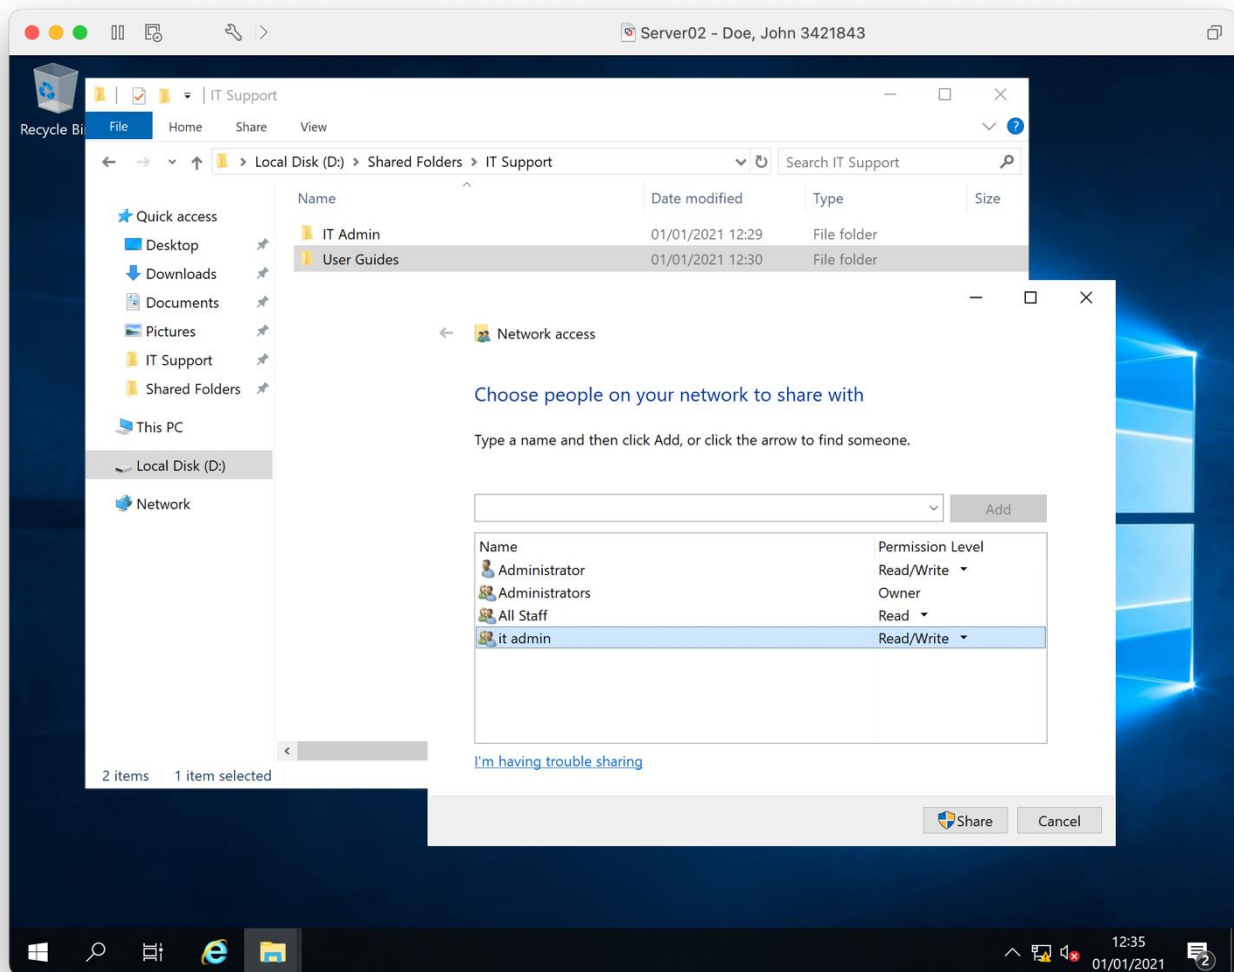 Server02 - Doe, John 3421843
Recycle Bi
IT Support
File Home Share View
Local Disk (D:) > Shared Folders > IT Support
Search IT Support
Name Date modified Type Size
Quick access
Desktop
Downloads
Documents
Pictures
IT Support
Shared Folders
This PC
Local Disk (D:)
Network
IT Admin 01/01/2021 12:29 File folder
User Guides 01/01/2021 12:30 File folder
2 items 1 item selected
Network access
Choose people on your network to share with
Type a name and then click Add, or click the arrow to find someone.
Add
Name Permission Level
Administrator Read/Write
Administrators Owner
All Staff Read
it admin Read/Write
I'm having trouble sharing
Share Cancel
12:35
01/01/2021
2